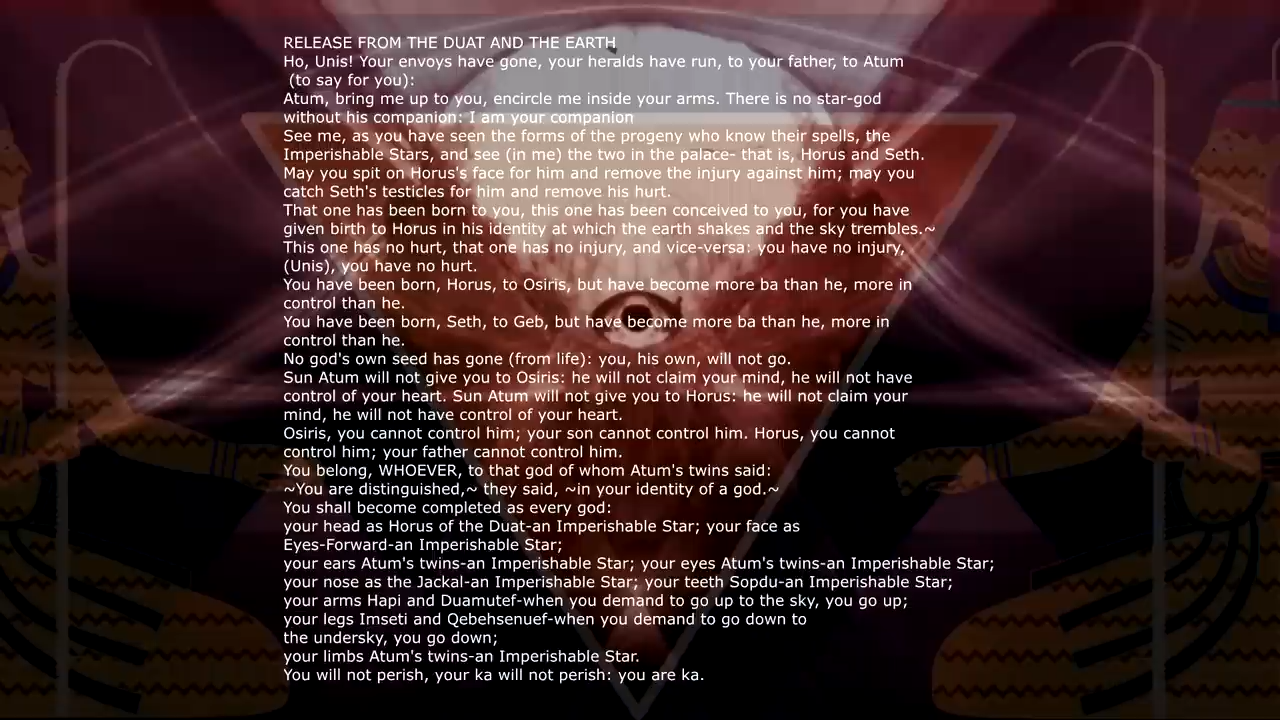 RELEASE FROM THE DUAT AND THE EARTH
Ho, Unis! Your envoys have gone, your heralds have run, to your father, to Atum
(to say for you):
Atum, bring me up to you, encircle me inside your arms. There is no star-god
without his companion: I am your companion
See me, as you have seen the forms of the progeny who know their spells, the
Imperishable Stars, and see (in me) the two in the palace- that is, Horus and Seth.
May you spit on Horus's face for him and remove the injury against him; may you
catch Seth's testicles for him and remove his hurt.
That one has been born to you, this one has been conceived to you, for you have
given birth to Horus in his identity at which the earth shakes and the sky trembles.~
This one has no hurt, that one has no injury, and vice-versa: you have no injury,
(Unis), you have no hurt.
You have been born, Horus, to Osiris, but have become more ba than he, more in
control than he.
You have been born, Seth, to Geb, but have become more ba than he, more in
control than he.
No god's own seed has gone (from life): you, his own, will not go.
Sun Atum will not give you to Osiris: he will not claim your mind, he will not have
control of your heart. Sun Atum will not give you to Horus: he will not claim your
mind, he will not have control of your heart.
Osiris, you cannot control him; your son cannot control him. Horus, you cannot
control him; your father cannot control him.
You belong, WHOEVER, to that god of whom Atum's twins said:
~You are distinguished,~ they said, ~in your identity of a god.~
You shall become completed as every god:
your head as Horus of the Duat-an Imperishable Star; your face as
Eyes-Forward-an Imperishable Star;
your ears Atum's twins-an Imperishable Star; your eyes Atum's twins-an Imperishable Star;
your nose as the Jackal-an Imperishable Star; your teeth Sopdu-an Imperishable Star;
your arms Hapi and Duamutef-when you demand to go up to the sky, you go up;
your legs Imseti and Qebehsenuef-when you demand to go down to
the undersky, you go down;
your limbs Atum's twins-an Imperishable Star.
You will not perish, your ka will not perish: you are ka.